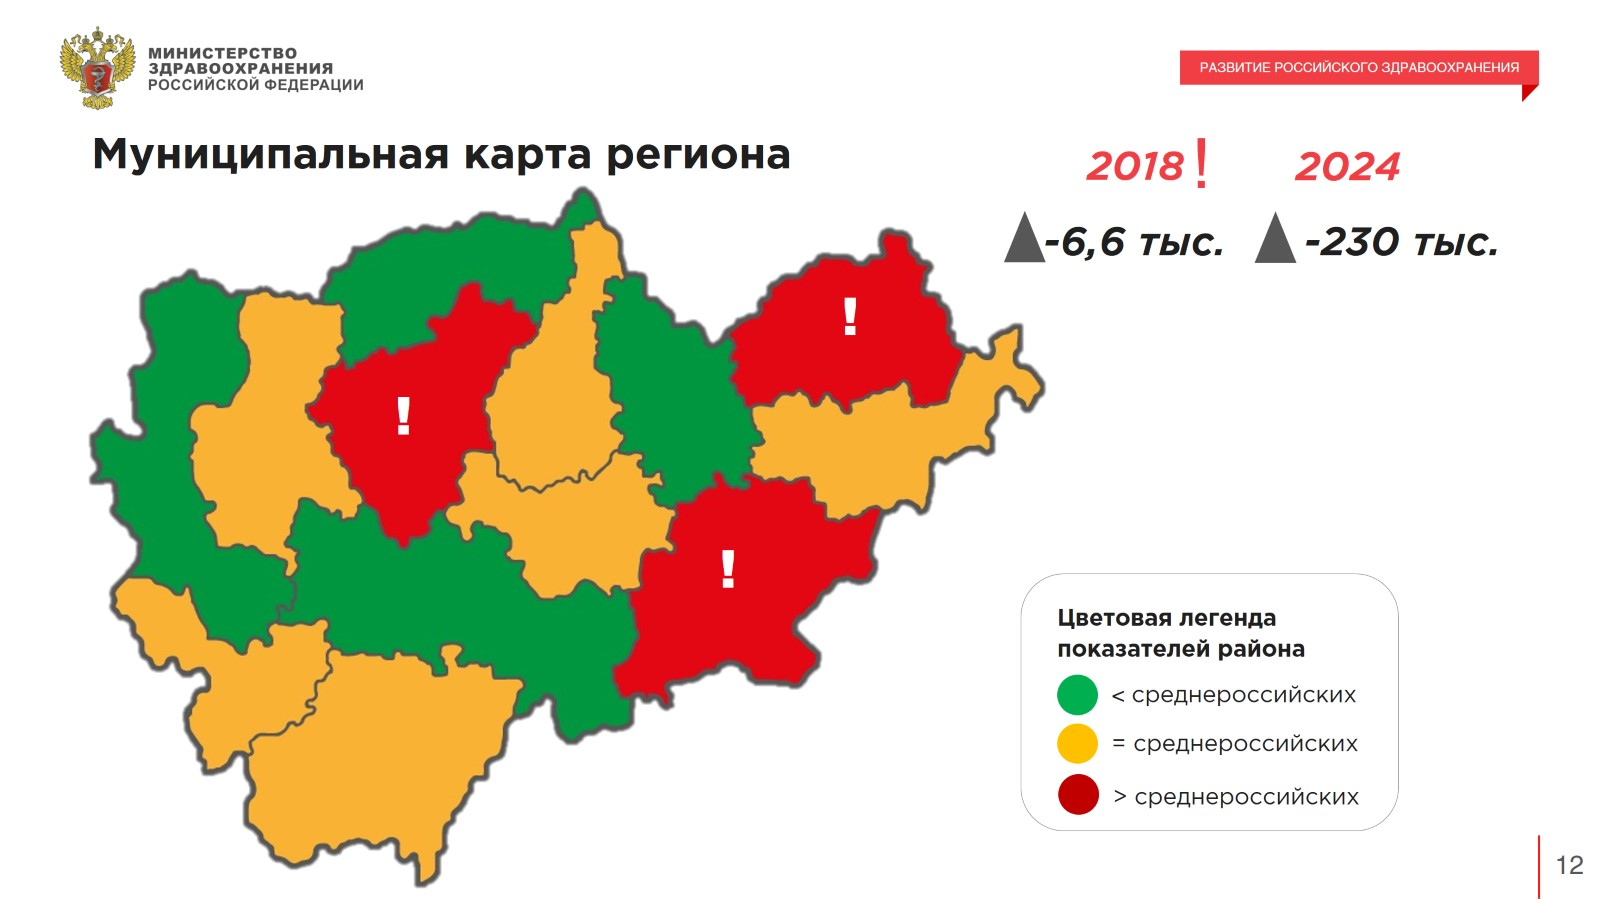 МИНИСТЕРСТВО
ЗДРАВООХРАНЕНИЯ
РОССИЙСКОЙ ФЕДЕРАЦИИ
РАЗВИТИЕ РОССИЙСКОГО ЗДРАВООХРАНЕНИЯ
Муниципальная карта региона
2018! 2024
-6,6 тыс. -230 тыс.
!
!
!
Цветовая легенда
показателей района
< среднероссийских
= среднероссийских
> среднероссийских
12